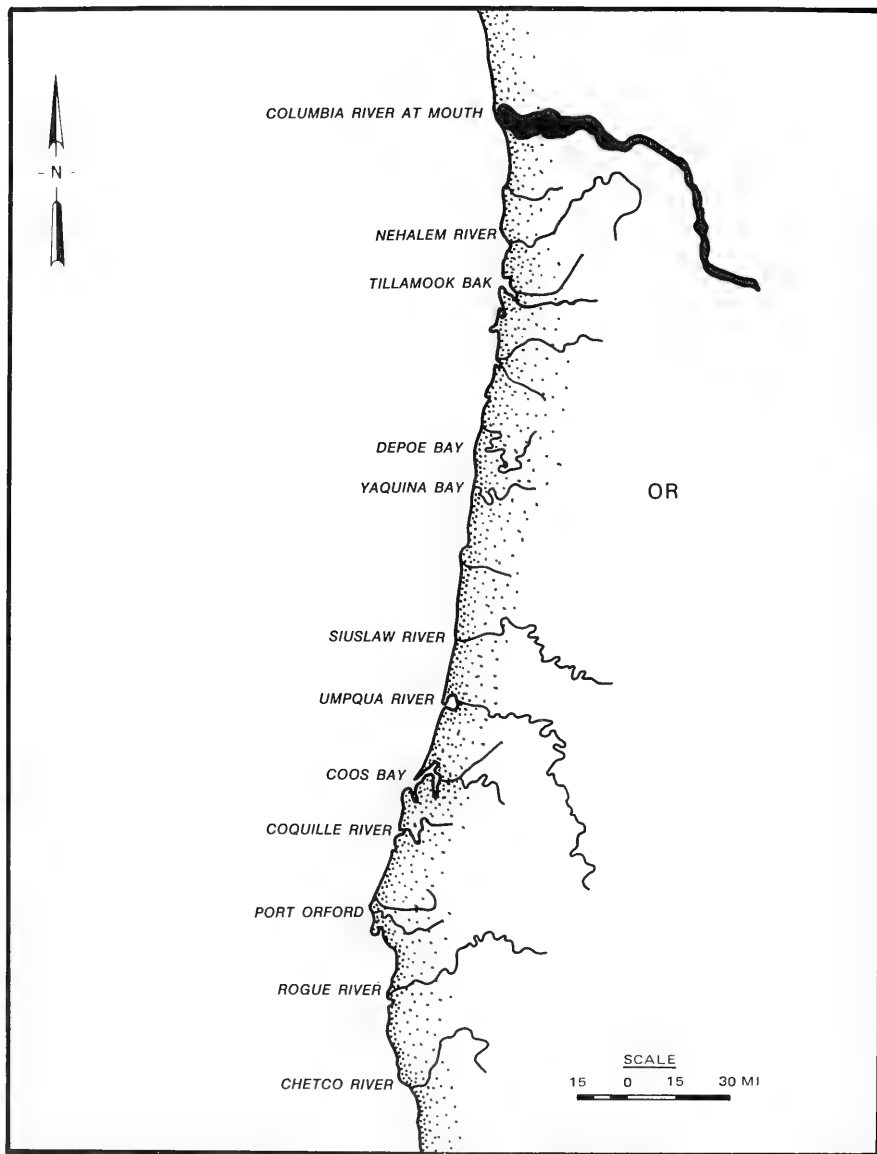 COLUMBIA RIVER AT MOUTH
- N -
NEHALEM RIVER
TILLAMOOK BAK
DEPOE BAY
YAQUINA BAY
OR
SIUSLAW RIVER
UMPQUA RIVER
COOS BAY
COQUILLE RIVER
PORT ORFORD
ROGUE RIVER
SCALE
15 0 15 30 MI
CHETCO RIVER